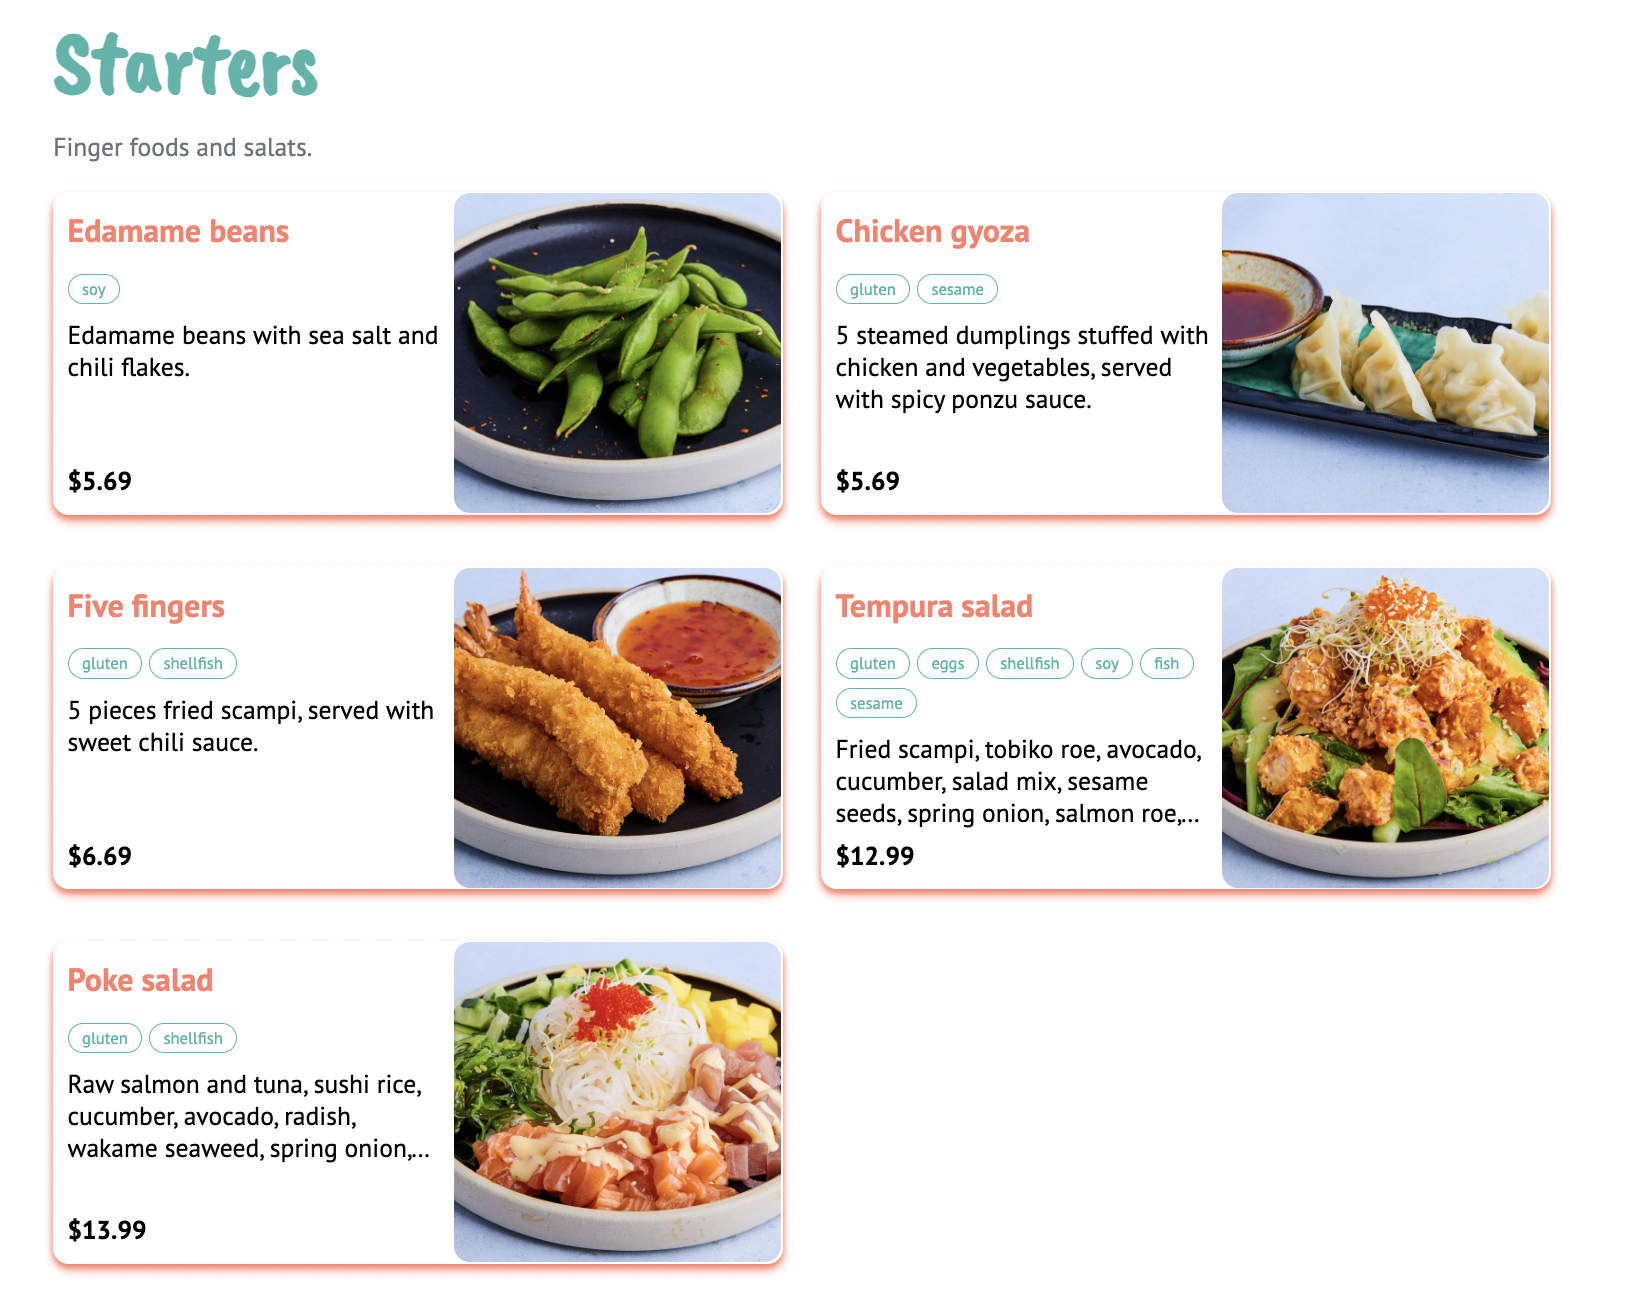 Starters
Finger foods and salats.
Edamame beans
soy
Edamame beans with sea salt and
chili flakes.
$5.69
Chicken gyoza
gluten sesame
5 steamed dumplings stuffed with
chicken and vegetables, served
with spicy ponzu sauce.
$5.69
Five fingers
gluten shellfish
5 pieces fried scampi, served with
sweet chili sauce.
$6.69
Tempura salad
gluten eggs shellfish soy fish
sesame
Fried scampi, tobiko roe, avocado,
cucumber, salad mix, sesame
seeds, spring onion, salmon roe,...
$12.99
Poke salad
gluten shellfish
Raw salmon and tuna, sushi rice,
cucumber, avocado, radish,
wakame seaweed, spring onion,...
$13.99